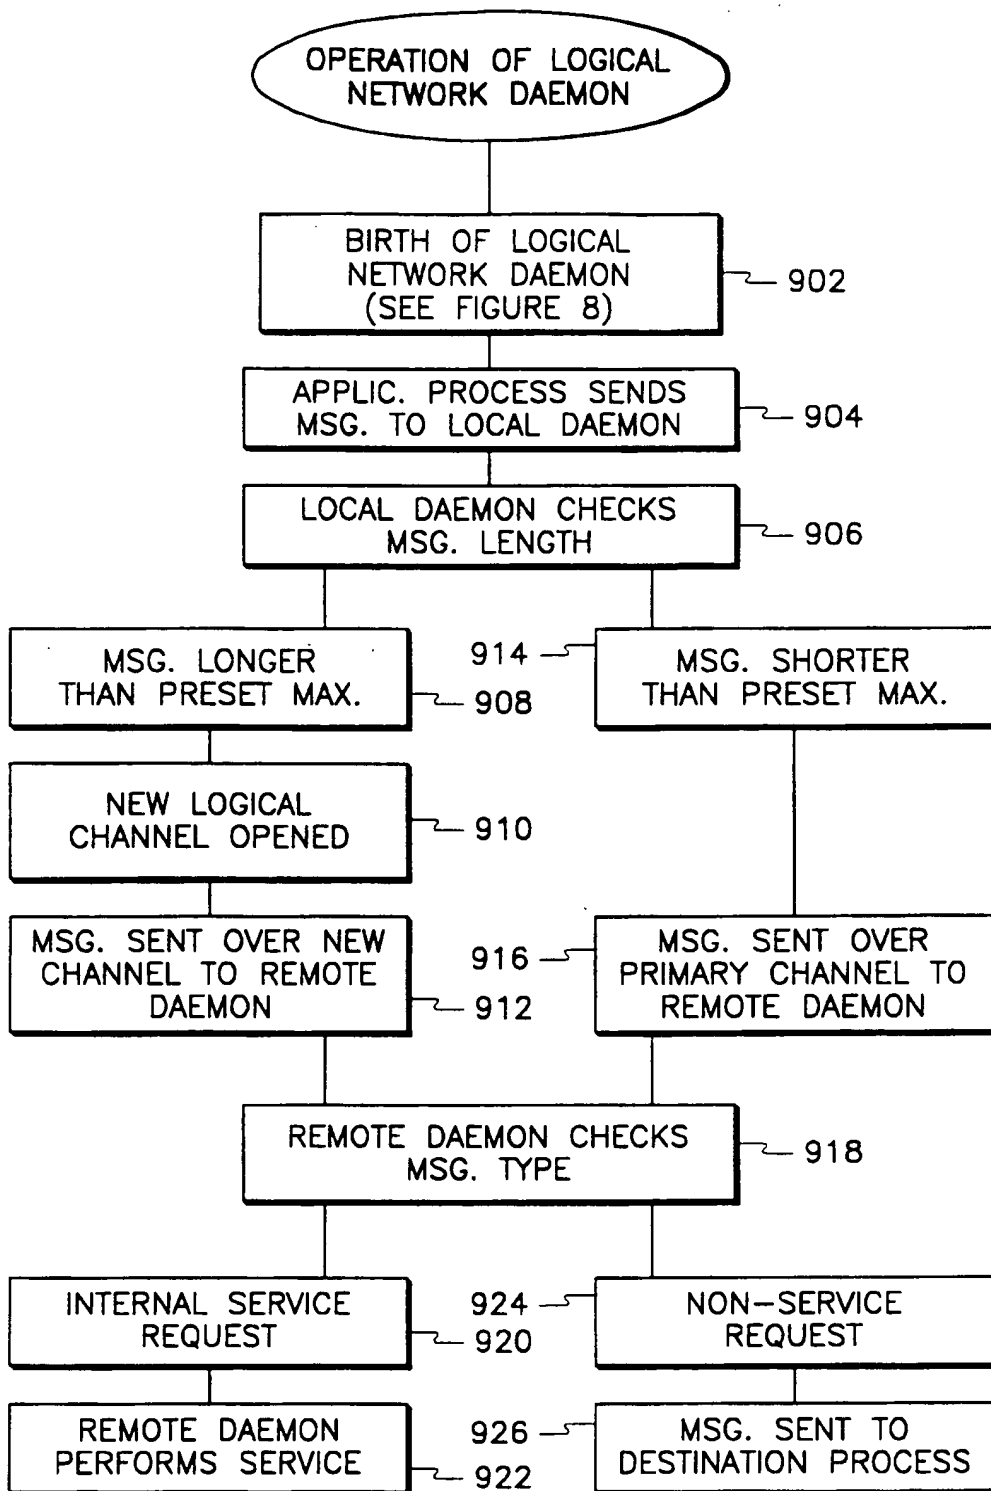 OPERATION OF LOGICAL
NETWORK DAEMON
BIRTH OF LOGICAL
NETWORK DAEMON
(SEE FIGURE 8)
902
APPLIC. PROCESS SENDS
MSG. TO LOCAL DAEMON
904
LOCAL DAEMON CHECKS
MSG. LENGTH
906
MSG. LONGER
THAN PRESET MAX.
908
914
MSG. SHORTER
THAN PRESET MAX.
NEW LOGICAL
CHANNEL OPENED
910
MSG. SENT OVER NEW
CHANNEL TO REMOTE
DAEMON
912
916
MSG. SENT OVER
PRIMARY CHANNEL TO
REMOTE DAEMON
REMOTE DAEMON CHECKS
MSG. TYPE
918
INTERNAL SERVICE
REQUEST
920
924
NON-SERVICE
REQUEST
REMOTE DAEMON
PERFORMS SERVICE
922
926
MSG. SENT TO
DESTINATION PROCESS